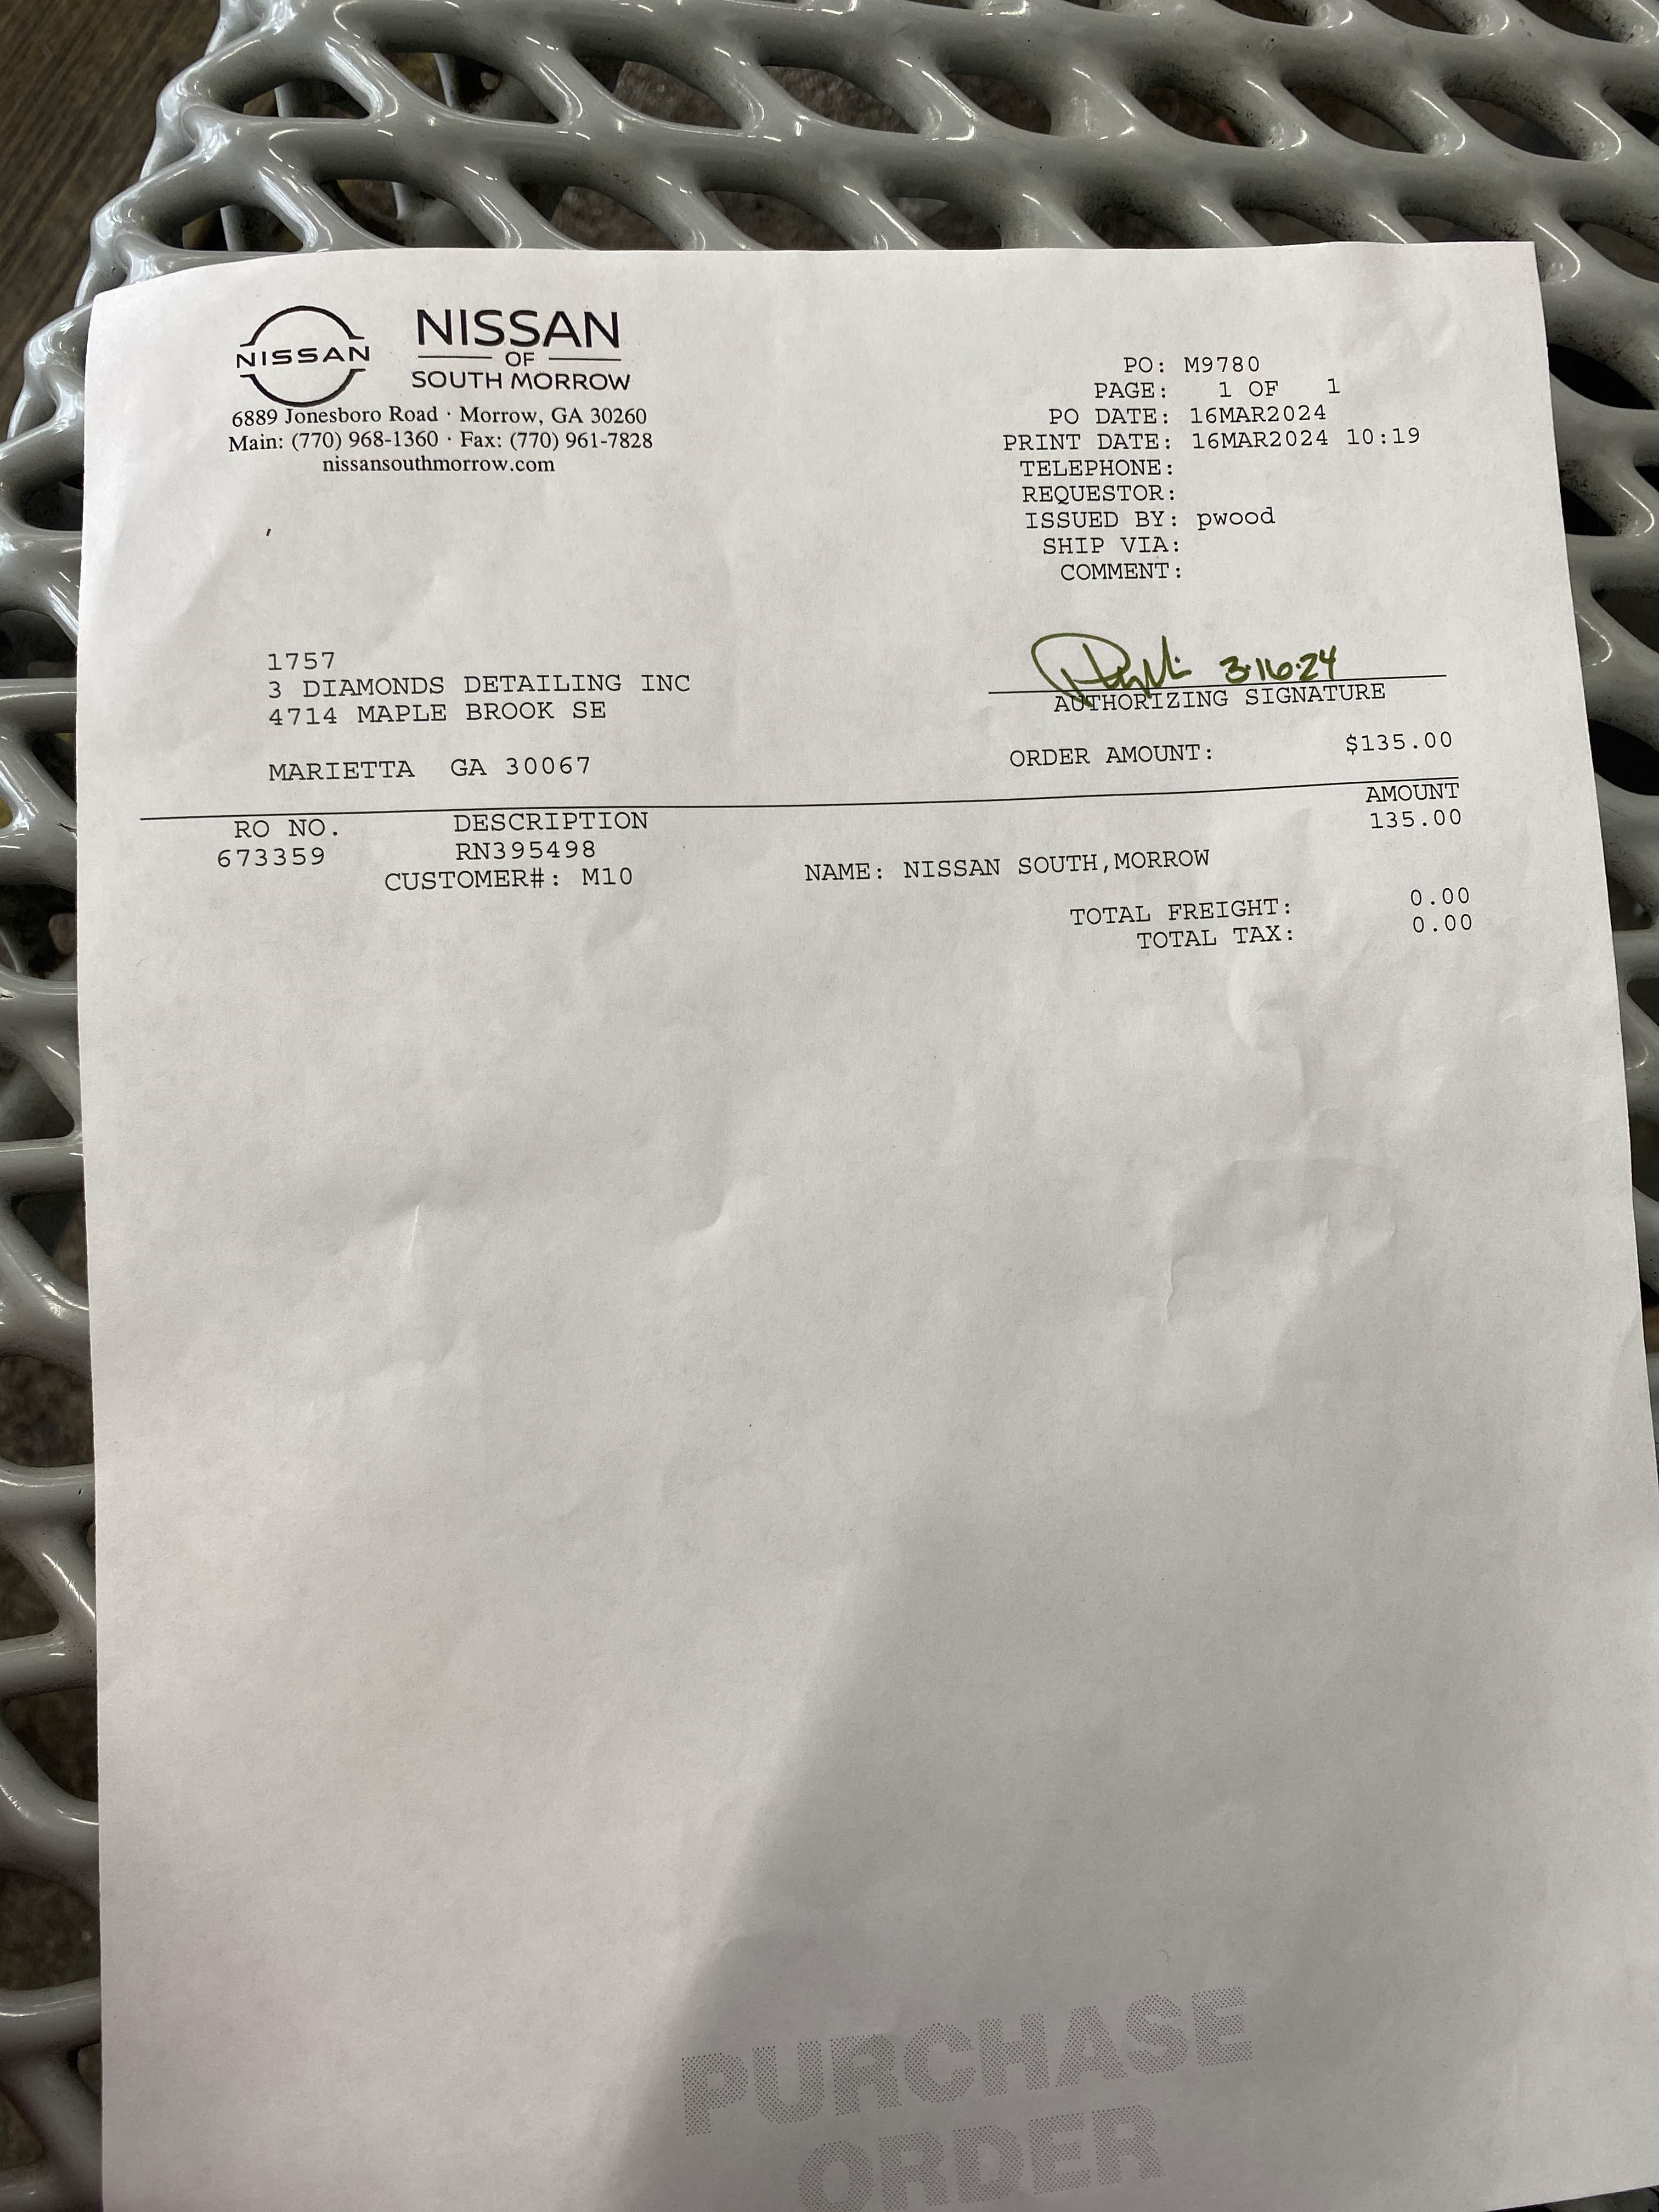 NISSAN
NISSAN
OF
SOUTH MORROW
6889 Jonesboro Road · Morrow, GA 30260
Main: (770) 968-1360 · Fax: (770) 961-7828
nissansouthmorrow.com
PO: M9780
PAGE: 1 OF 1
PO DATE: 16MAR2024
PRINT DATE: 16MAR2024 10:19
TELEPHONE:
REQUESTOR:
ISSUED BY: pwood
SHIP VIA:
COMMENT:
1757
3 DIAMONDS DETAILING INC
4714 MAPLE BROOK SE
MARIETTA GA 30067
3·16·24
AUTHORIZING SIGNATURE
ORDER AMOUNT: $135.00
RO NO. DESCRIPTION AMOUNT
673359 RN395498 135.00
CUSTOMER#: M10 NAME: NISSAN SOUTH,MORROW
TOTAL FREIGHT: 0.00
TOTAL TAX: 0.00
PURCHASE
ORDER